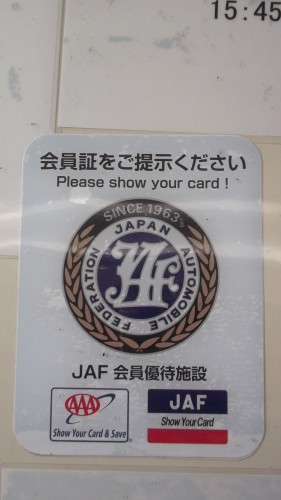 15:45
会員証をご提示ください
Please show your card !
SINCE 1963's
JAPAN AUTOMOBILE FEDERATION
JAF
JAF 会員優待施設
AAA
Show Your Card & Save
JAF
Show Your Card